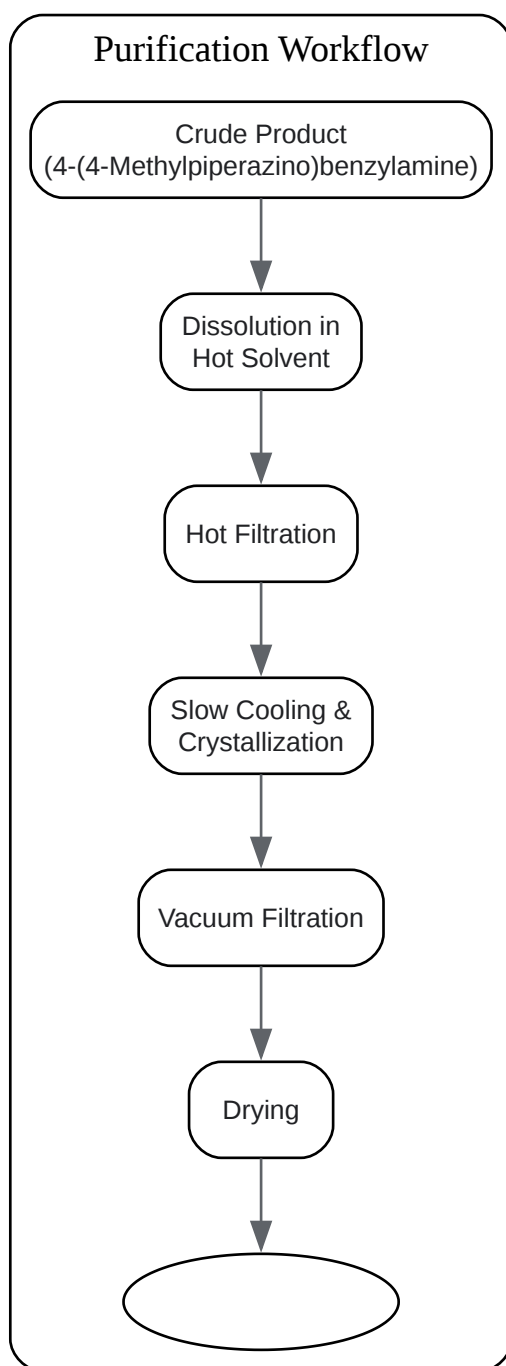 Purification Workflow
Crude Product
(4-(4-Methylpiperazino)benzylamine)
Dissolution in
Hot Solvent
Hot Filtration
Slow Cooling &
Crystallization
Vacuum Filtration
Drying